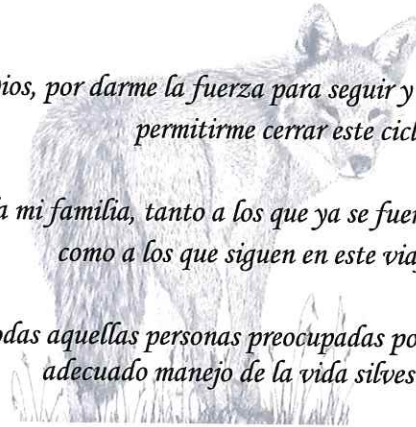 ios, por darme la fuerza para seguir y
permitirme cerrar este cicl
a mi familia, tanto a los que ya se fuer
como a los que siguen en este viaj
odas aquellas personas preocupadas po
adecuado manejo de la vida silves